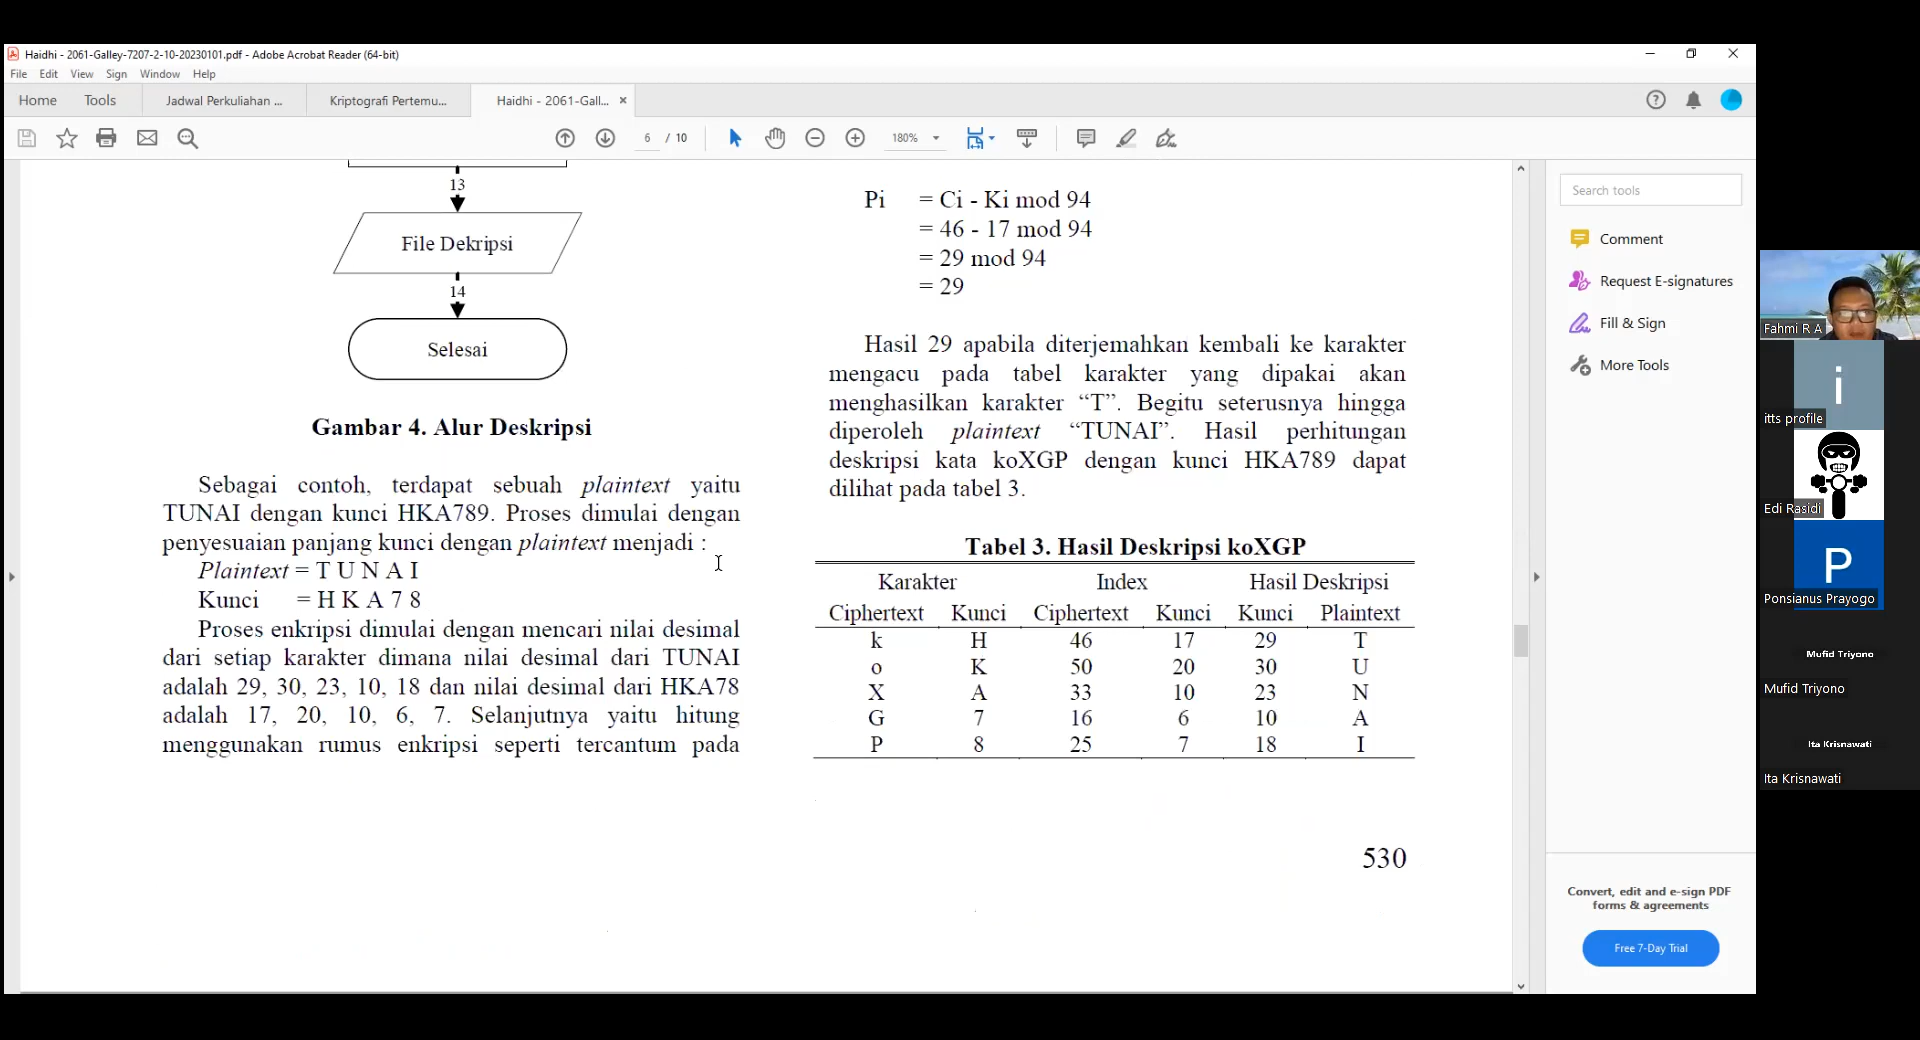 Haidhi - 2061-Galley-7207-2-10-20230101.pdf - Adobe Acrobat Reader (64-bit)
File Edit View Sign Window Help
Home Tools Jadwal Perkuliahan ... Kriptografi Pertemu... Haidhi - 2061-Gall... ×
6 / 10 180%
13
File Dekripsi
14
Selesai
Gambar 4. Alur Deskripsi
Sebagai contoh, terdapat sebuah plaintext yaitu
TUNAI dengan kunci HKA789. Proses dimulai dengan
penyesuaian panjang kunci dengan plaintext menjadi :
Plaintext = T U N A I
Kunci = H K A 7 8
Proses enkripsi dimulai dengan mencari nilai desimal
dari setiap karakter dimana nilai desimal dari TUNAI
adalah 29, 30, 23, 10, 18 dan nilai desimal dari HKA78
adalah 17, 20, 10, 6, 7. Selanjutnya yaitu hitung
menggunakan rumus enkripsi seperti tercantum pada
Pi = Ci - Ki mod 94
= 46 - 17 mod 94
= 29 mod 94
= 29
Hasil 29 apabila diterjemahkan kembali ke karakter
mengacu pada tabel karakter yang dipakai akan
menghasilkan karakter “T”. Begitu seterusnya hingga
diperoleh plaintext “TUNAI”. Hasil perhitungan
deskripsi kata koXGP dengan kunci HKA789 dapat
dilihat pada tabel 3.
Tabel 3. Hasil Deskripsi koXGP
Karakter Index Hasil Deskripsi
Ciphertext Kunci Ciphertext Kunci Kunci Plaintext
k H 46 17 29 T
o K 50 20 30 U
X A 33 10 23 N
G 7 16 6 10 A
P 8 25 7 18 I
530
Search tools
Comment
Request E-signatures
Fill & Sign
More Tools
Convert, edit and e-sign PDF
forms & agreements
Free 7-Day Trial
Fahmi R A
i
itts profile
Edi Rasidi
P
Ponsianus Prayogo
Mufid Triyono
Mufid Triyono
Ita Krisnawati
Ita Krisnawati